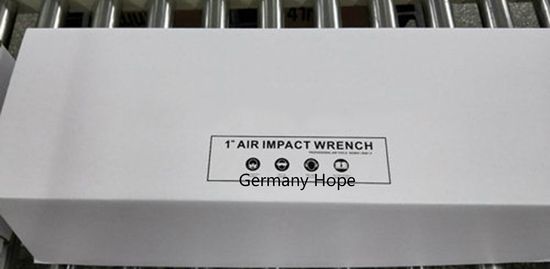 1" AIR IMPACT WRENCH
Germany Hope